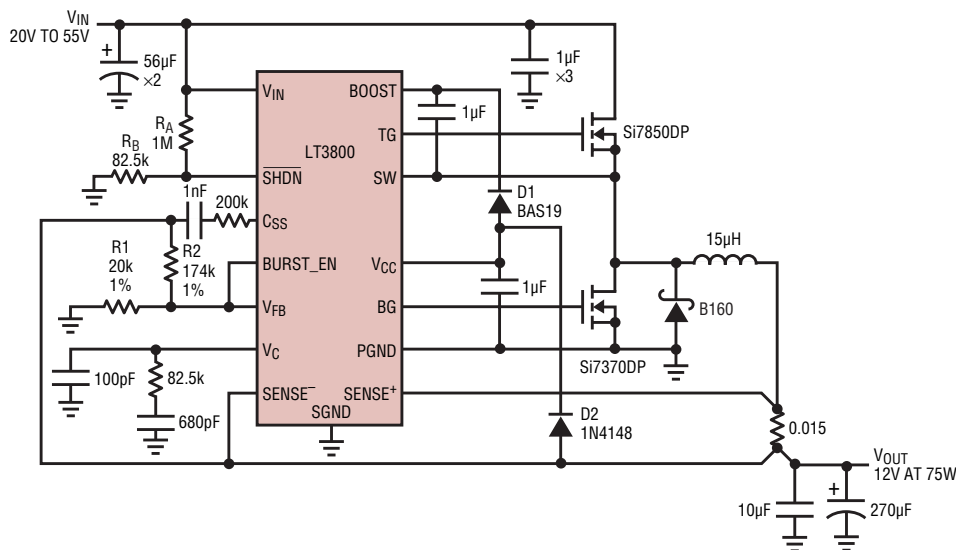 VIN
20V TO 55V
56µF
×2
1µF
×3
RA
1M
RB
82.5k
1nF
200k
R1
20k
1%
R2
174k
1%
100pF
82.5k
680pF
VIN
LT3800
SHDN
CSS
BURST_EN
VFB
VC
SENSE–
SGND
BOOST
TG
SW
VCC
BG
PGND
SENSE+
1µF
D1
BAS19
1µF
D2
1N4148
Si7850DP
Si7370DP
15µH
B160
0.015
VOUT
12V AT 75W
10µF
270µF
+
+